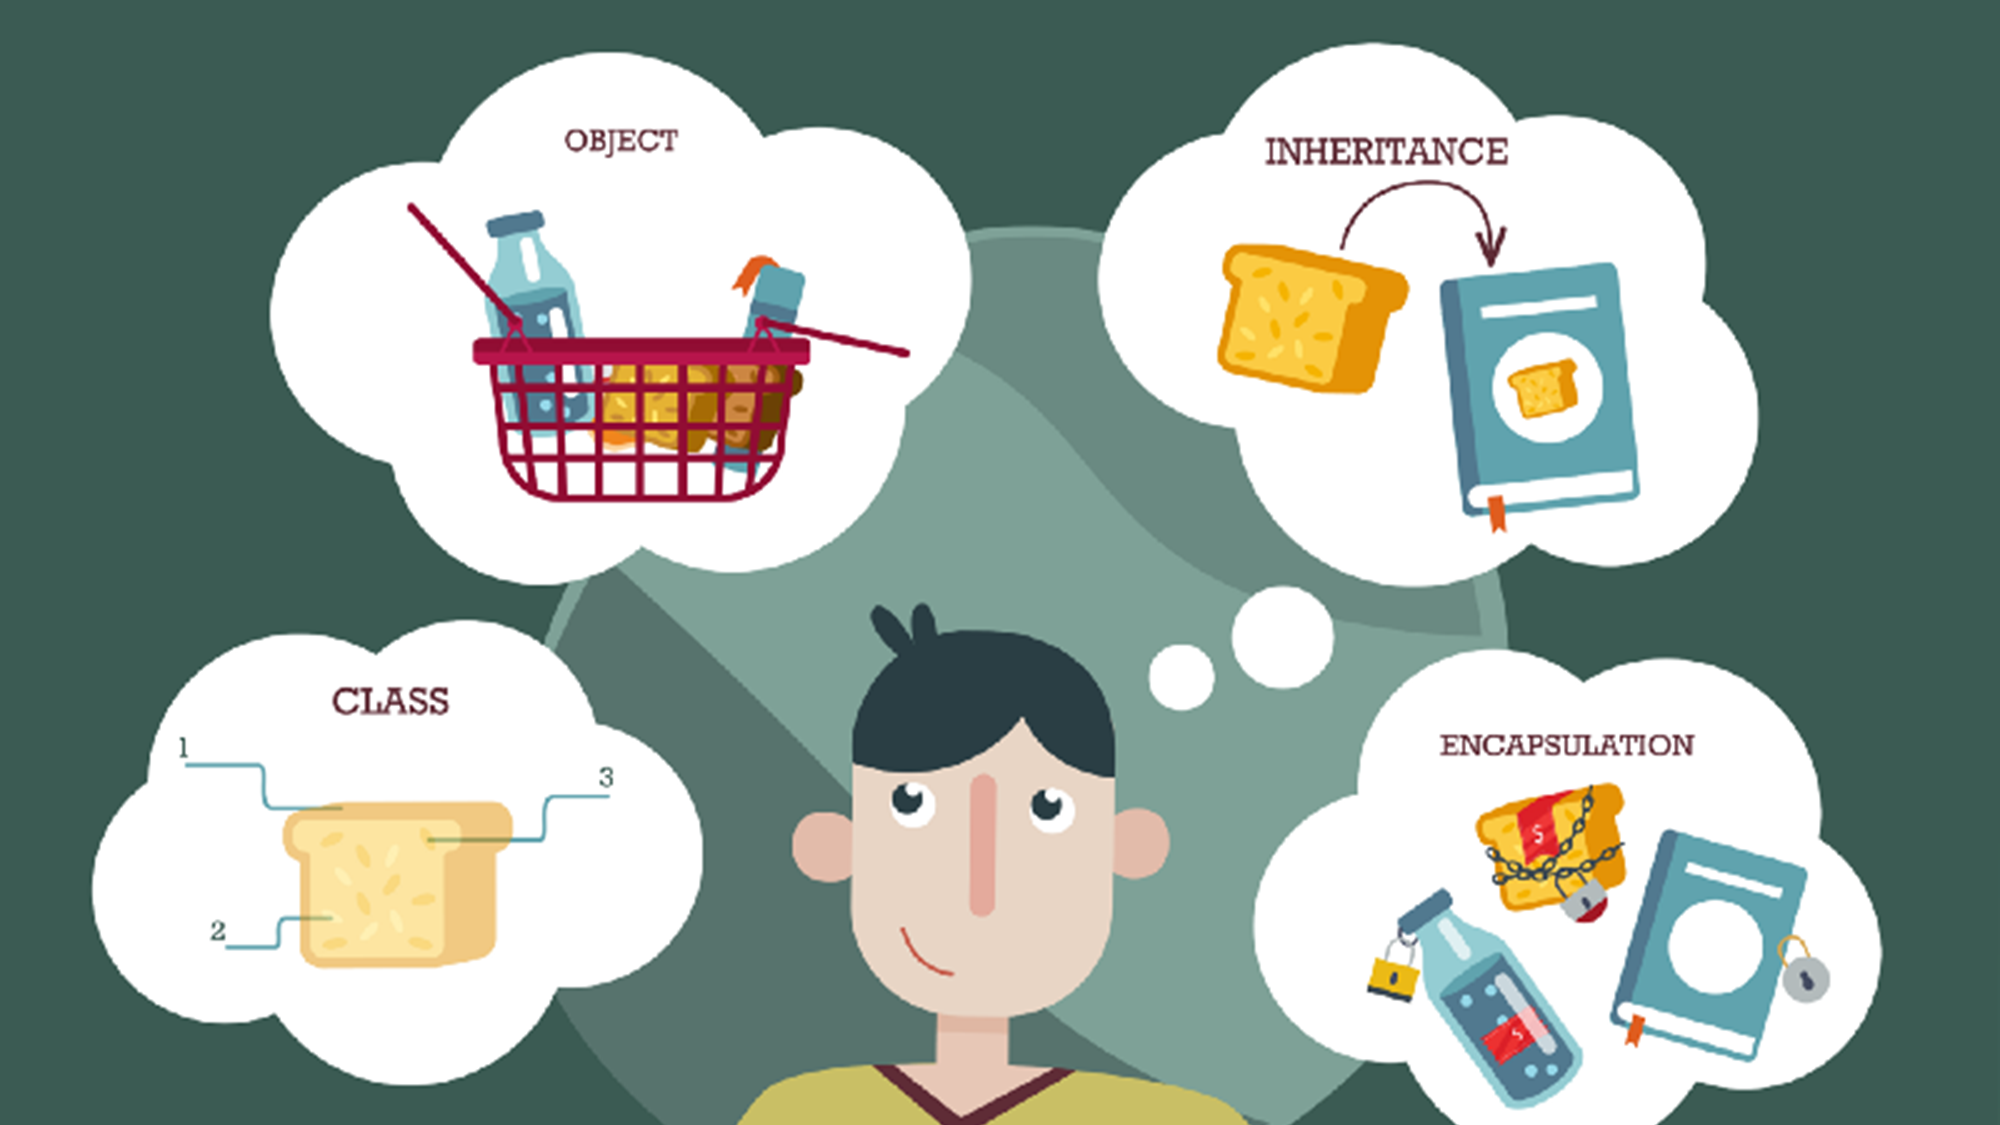 OBJECT
INHERITANCE
CLASS
1
3
2
ENCAPSULATION
$
$